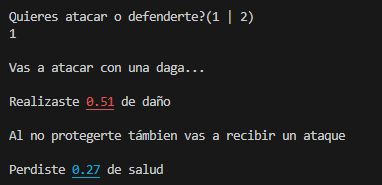 Quieres atacar o defenderte?(1 | 2)
1
Vas a atacar con una daga...
Realizaste 0.51 de daño
Al no protegerte támbien vas a recibir un ataque
Perdiste 0.27 de salud